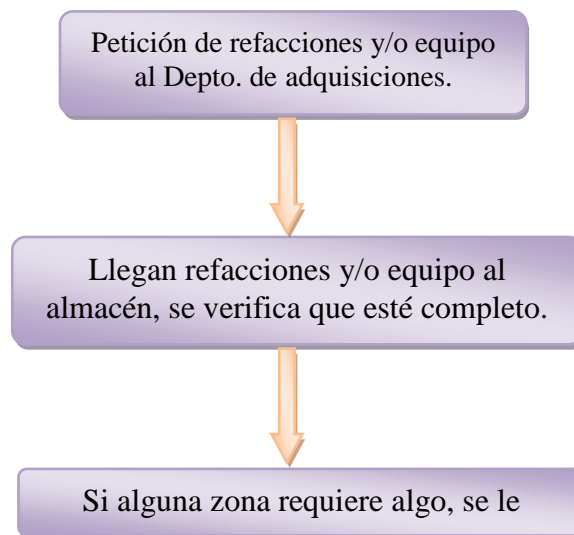 Petición de refacciones y/o equipo
al Depto. de adquisiciones.
Llegan refacciones y/o equipo al
almacén, se verifica que esté completo.
Si alguna zona requiere algo, se le